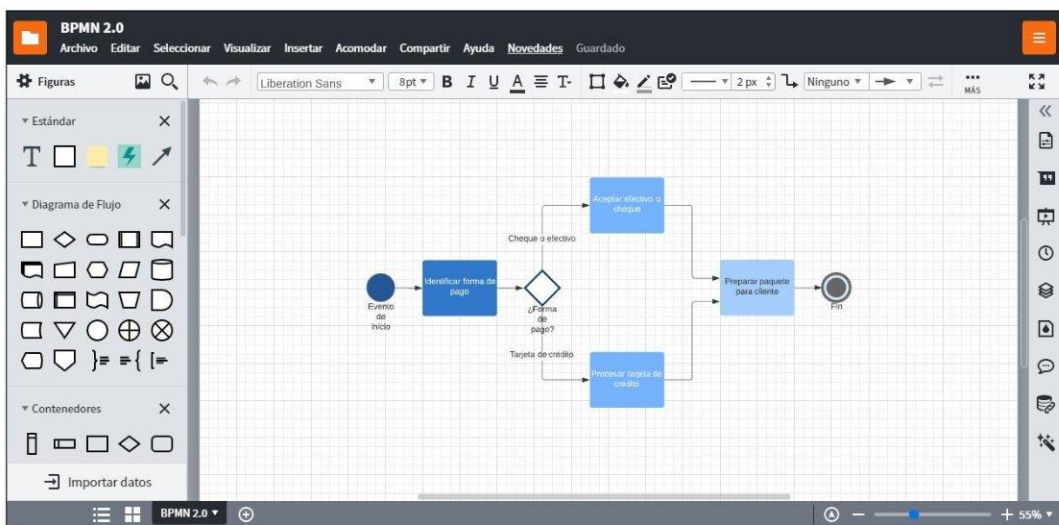 BPMN 2.0
Archivo Editar Seleccionar Visualizar Insertar Acomodar Compartir Ayuda Novedades Guardado
Figuras
Liberation Sans
8pt
B I U A T
2 px
Ninguno
MÁS
Estándar
T
Diagrama de Flujo
Contenedores
Importar datos
Aceptar efectivo o
cheque
Cheque o efectivo
Identificar forma de
pago
Evento
de
inicio
¿Forma
de
pago?
Preparar paquete
para cliente
Fin
Tarjeta de crédito
Procesar tarjeta de
crédito
BPMN 2.0
55%